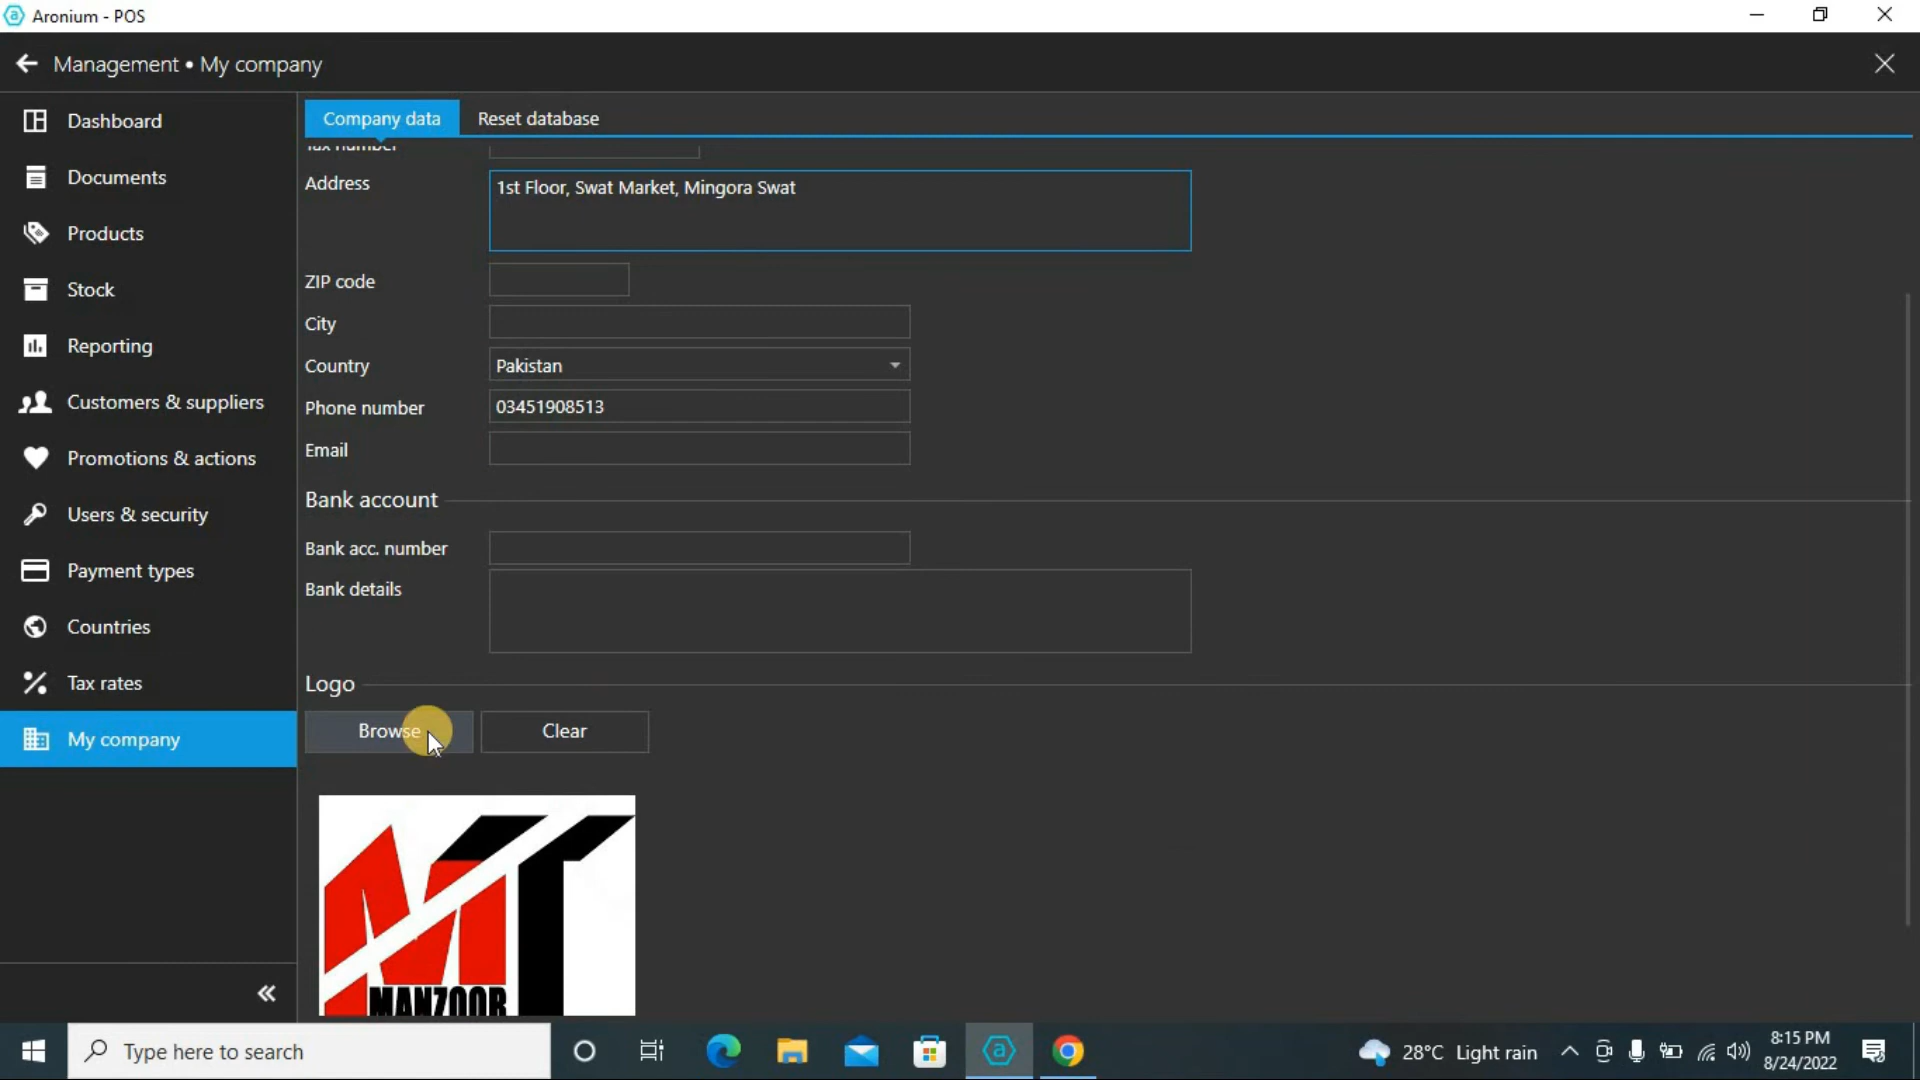 Aronium - POS
Management • My company
Dashboard
Documents
Products
Stock
Reporting
Customers & suppliers
Promotions & actions
Users & security
Payment types
Countries
Tax rates
My company
Company data
Reset database
Tax number
Address
1st Floor, Swat Market, Mingora Swat
ZIP code
City
Country
Pakistan
Phone number
03451908513
Email
Bank account
Bank acc. number
Bank details
Logo
Browse
Clear
MT
MANZOOR
Type here to search
28°C Light rain
8:15 PM
8/24/2022